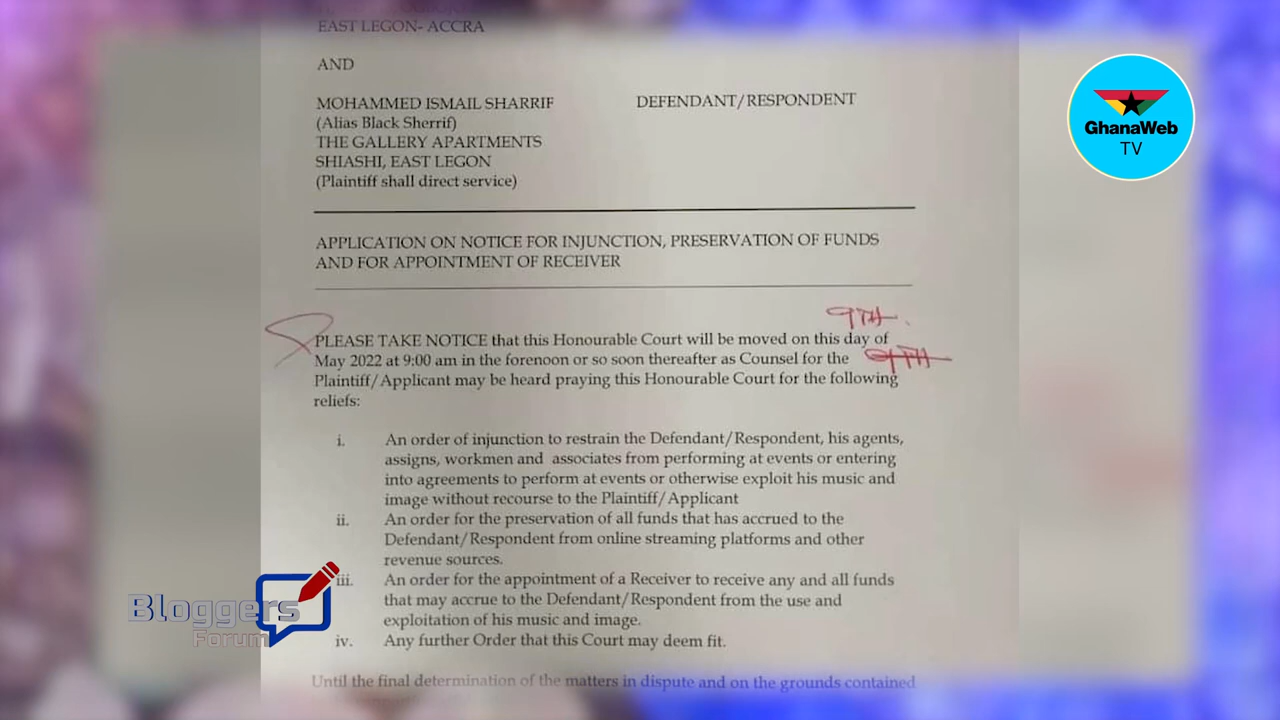 EAST LEGON- ACCRA
AND
MOHAMMED ISMAIL SHARRIF
DEFENDANT/RESPONDENT
(Alias Black Sherrif)
THE GALLERY APARTMENTS
SHIASHI, EAST LEGON
(Plaintiff shall direct service)
APPLICATION ON NOTICE FOR INJUNCTION, PRESERVATION OF FUNDS
AND FOR APPOINTMENT OF RECEIVER
9TH.
PLEASE TAKE NOTICE that this Honourable Court will be moved on this day of
May 2022 at 9:00 am in the forenoon or so soon thereafter as Counsel for the
9TH
Plaintiff/Applicant may be heard praying this Honourable Court for the following
reliefs:
i. An order of injunction to restrain the Defendant/Respondent, his agents,
assigns, workmen and associates from performing at events or entering
into agreements to perform at events or otherwise exploit his music and
image without recourse to the Plaintiff/Applicant
ii. An order for the preservation of all funds that has accrued to the
Defendant/Respondent from online streaming platforms and other
revenue sources.
iii. An order for the appointment of a Receiver to receive any and all funds
that may accrue to the Defendant/Respondent from the use and
exploitation of his music and image.
iv. Any further Order that this Court may deem fit.
Until the final determination of the matters in dispute and on the grounds contained
GhanaWeb
TV
Bloggers
Forum